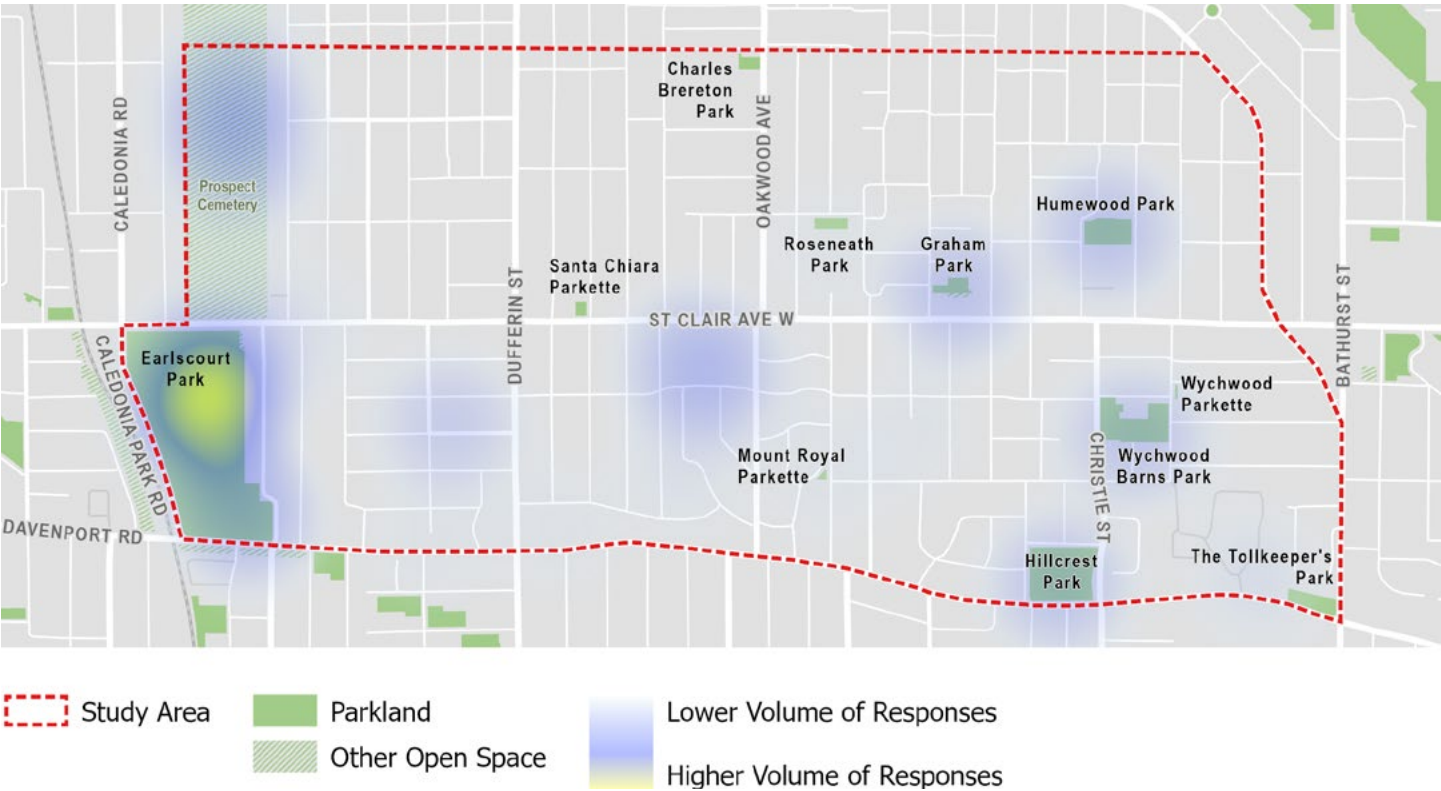 Charles
Brereton
Park
CALEDONIA RD
OAKWOOD AVE
Prospect
Cemetery
Humewood Park
Roseneath
Park
Graham
Park
Santa Chiara
Parkette
DUFFERIN ST
ST CLAIR AVE W
BATHURST ST
Earlscourt
Park
CALEDONIA PARK RD
Wychwood
Parkette
Mount Royal
Parkette
CHRISTIE ST
Wychwood
Barns Park
DAVENPORT RD
Hillcrest
Park
The Tollkeeper's
Park
Study Area
Parkland
Other Open Space
Lower Volume of Responses
Higher Volume of Responses